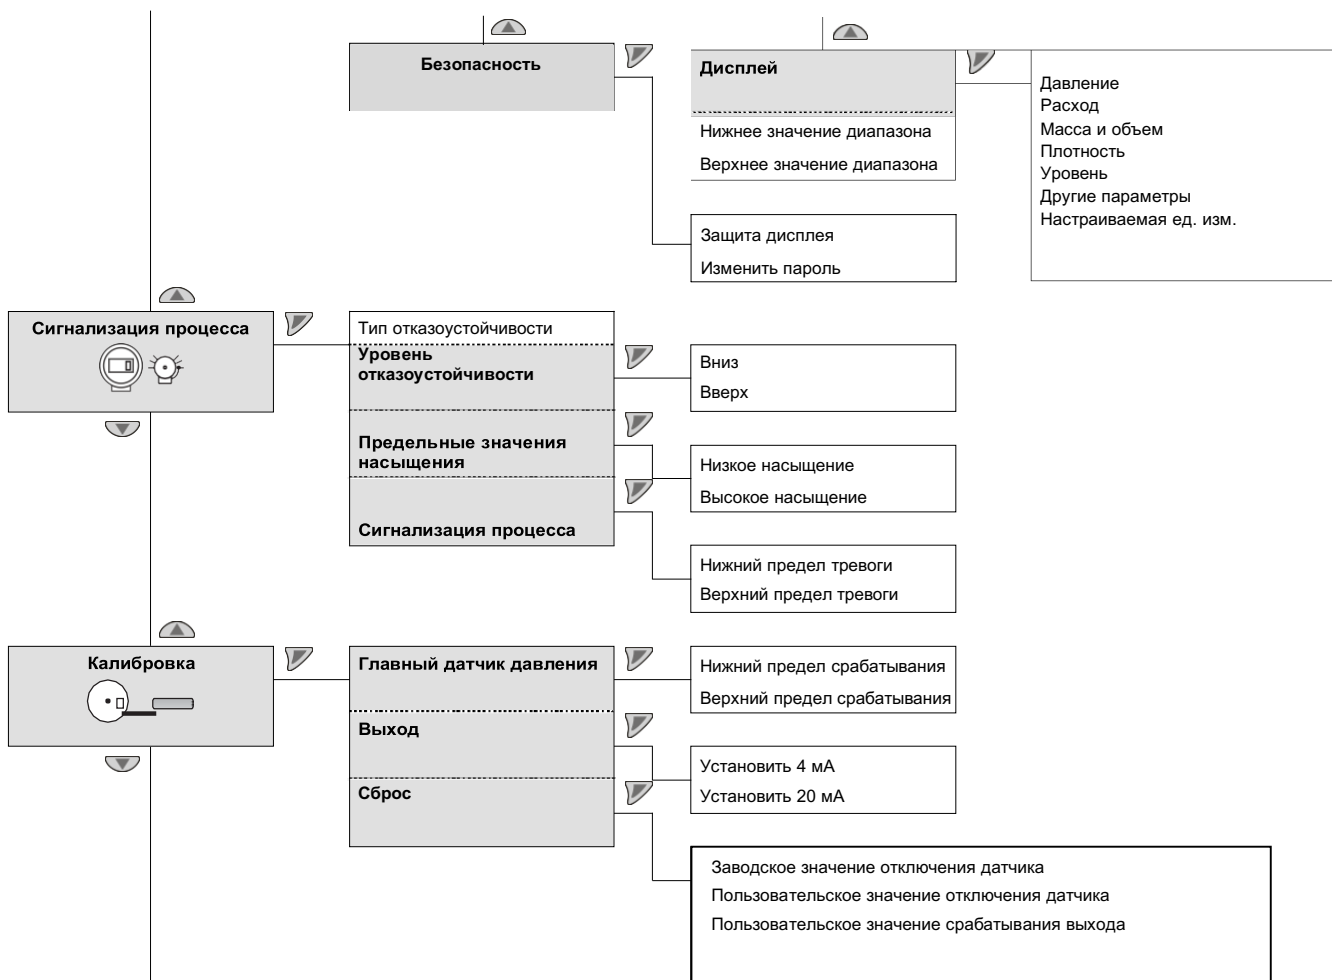 Безопасность
Дисплей
Нижнее значение диапазона
Верхнее значение диапазона
Давление
Расход
Масса и объем
Плотность
Уровень
Другие параметры
Настраиваемая ед. изм.
Защита дисплея
Изменить пароль
Сигнализация процесса
Тип отказоустойчивости
Уровень
отказоустойчивости
Вниз
Вверх
Предельные значения
насыщения
Низкое насыщение
Высокое насыщение
Сигнализация процесса
Нижний предел тревоги
Верхний предел тревоги
Калибровка
Главный датчик давления
Нижний предел срабатывания
Верхний предел срабатывания
Выход
Установить 4 мА
Установить 20 мА
Сброс
Заводское значение отключения датчика
Пользовательское значение отключения датчика
Пользовательское значение срабатывания выхода